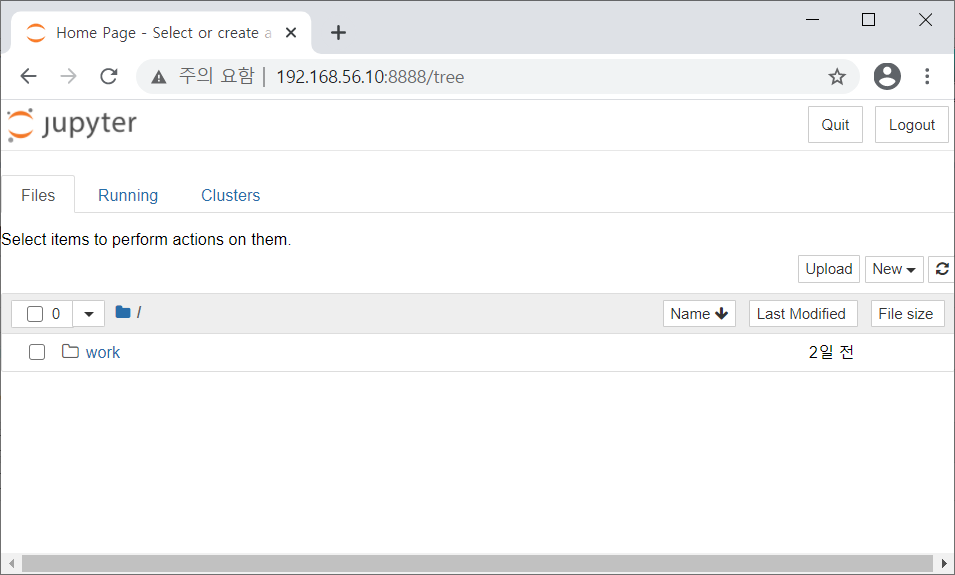 Home Page - Select or create a
주의 요함 | 192.168.56.10:8888/tree
jupyter
Quit Logout
Files Running Clusters
Select items to perform actions on them.
Upload New
0 / Name Last Modified File size
work 2일 전